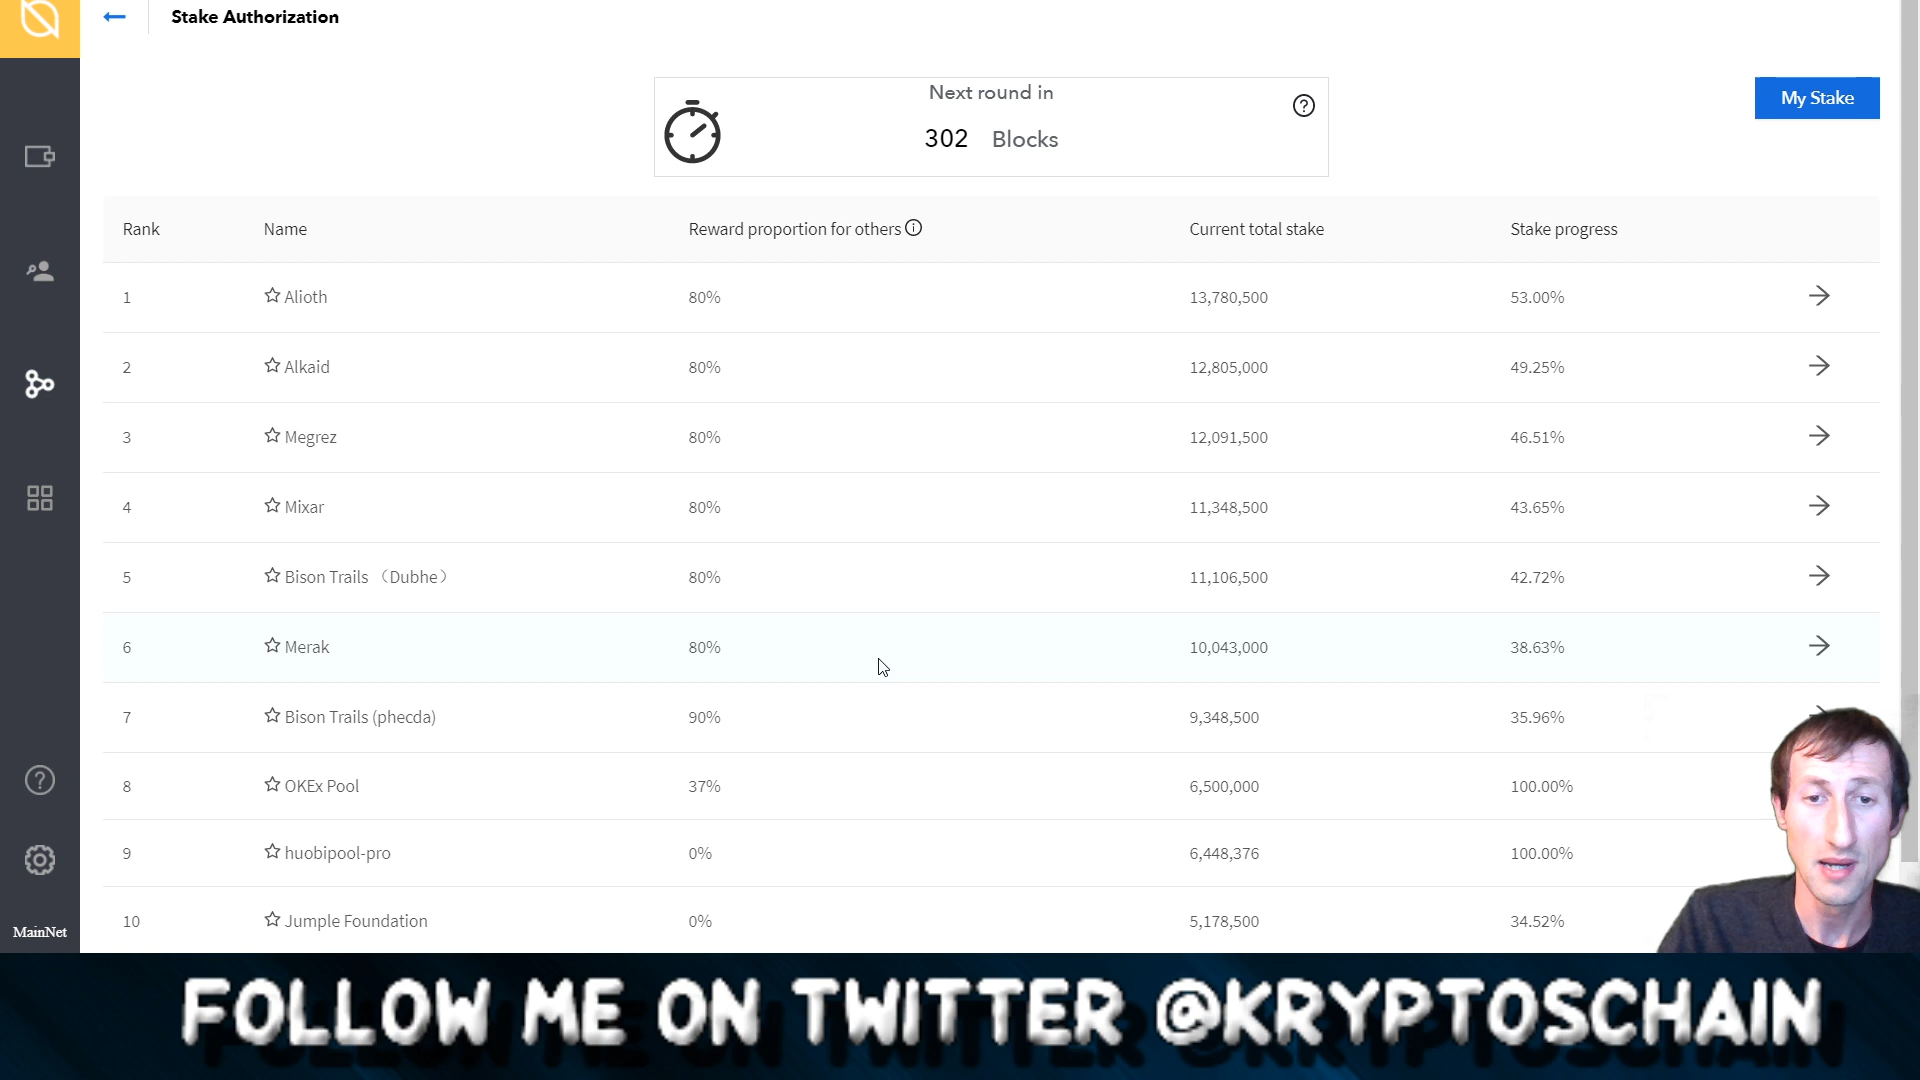 Stake Authorization
Next round in
302 Blocks
My Stake
Rank Name Reward proportion for others Current total stake Stake progress
1 Alioth 80% 13,780,500 53.00%
2 Alkaid 80% 12,805,000 49.25%
3 Megrez 80% 12,091,500 46.51%
4 Mixar 80% 11,348,500 43.65%
5 Bison Trails （Dubhe） 80% 11,106,500 42.72%
6 Merak 80% 10,043,000 38.63%
7 Bison Trails (phecda) 90% 9,348,500 35.96%
8 OKEx Pool 37% 6,500,000 100.00%
9 huobipool-pro 0% 6,448,376 100.00%
10 Jumple Foundation 0% 5,178,500 34.52%
MainNet
FOLLOW ME ON TWITTER @KRYPTOSCHAIN